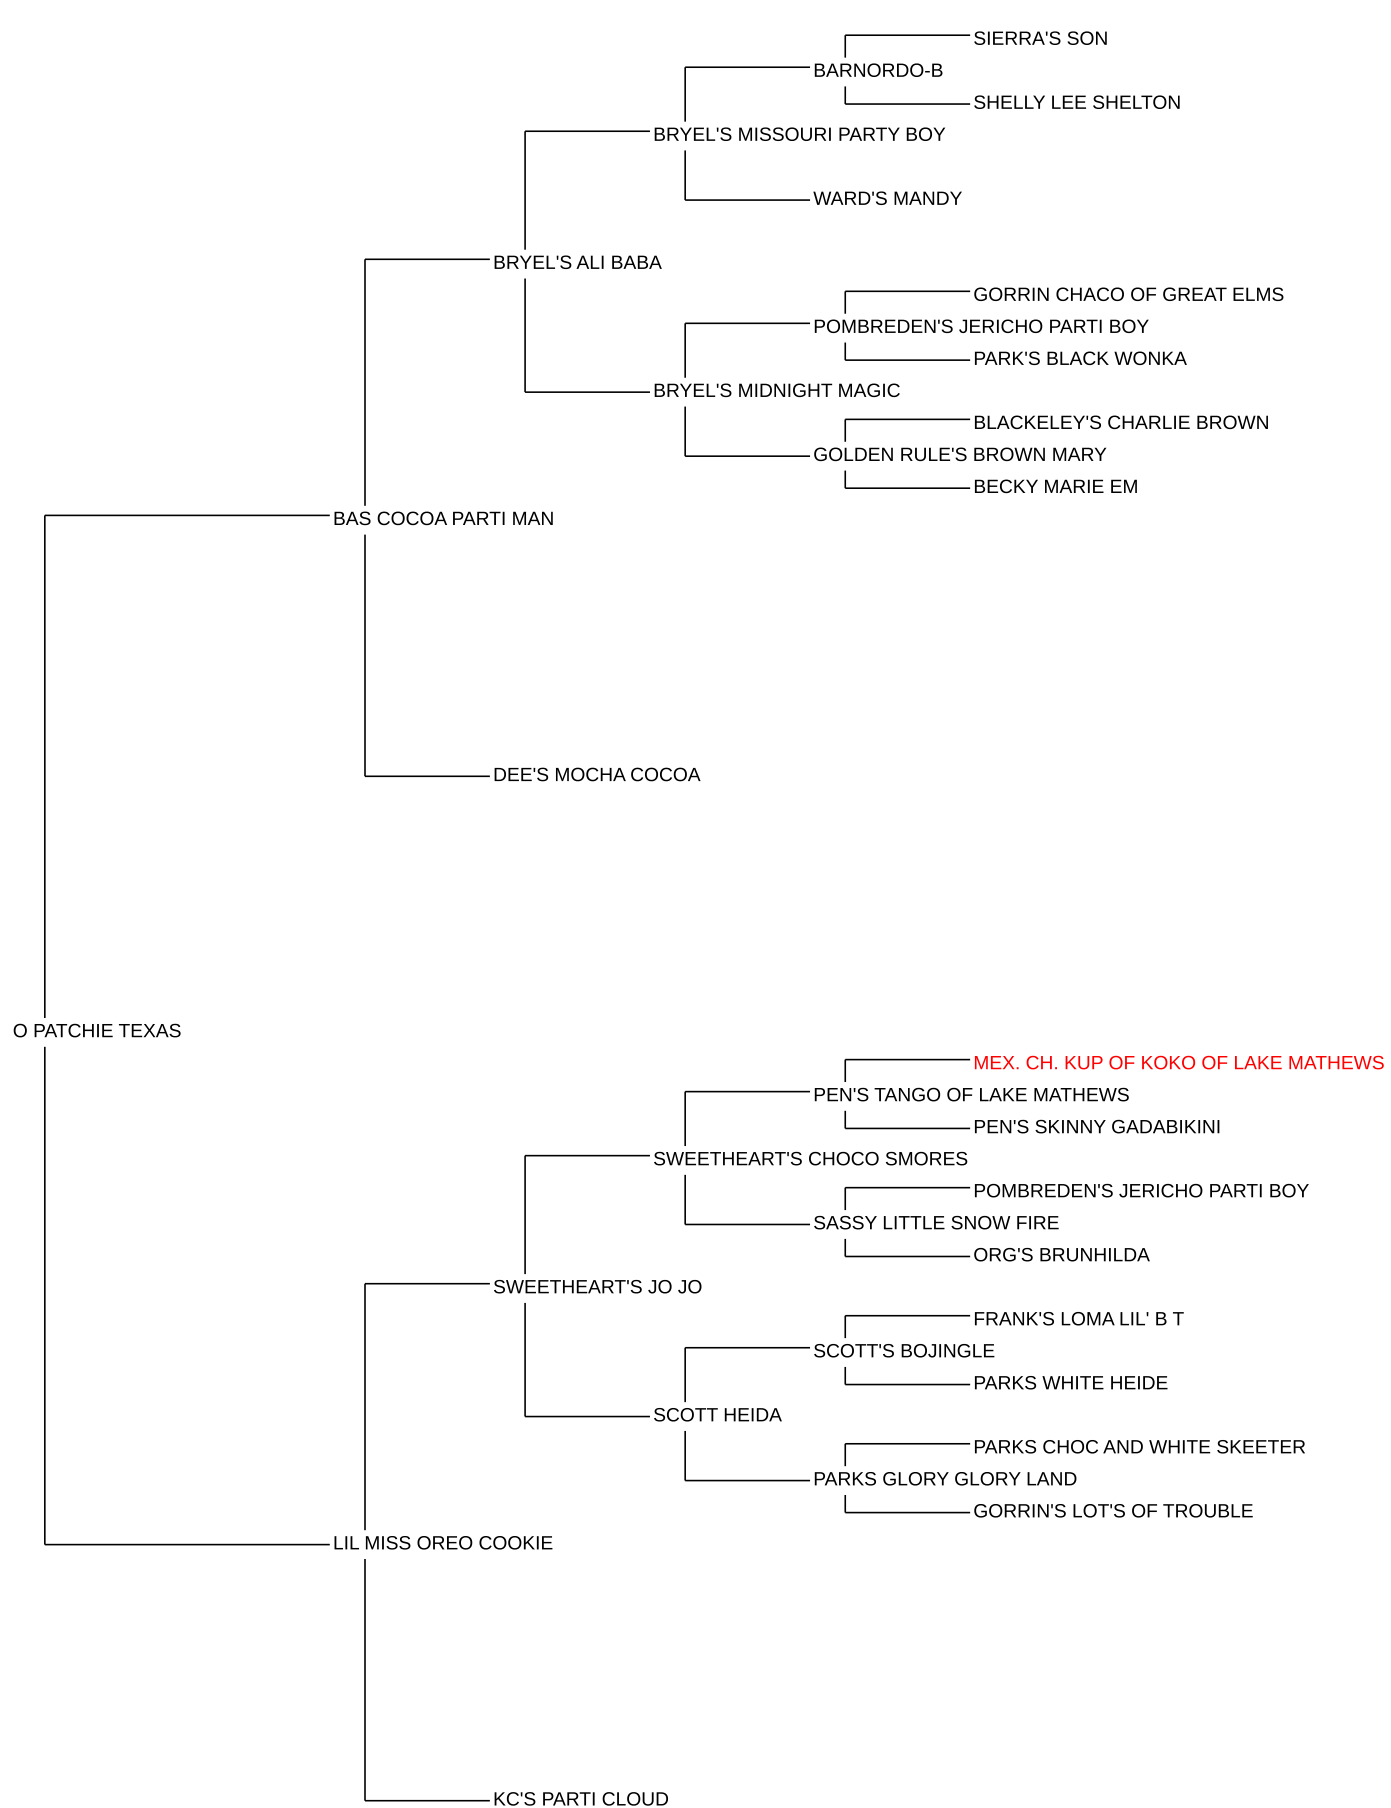 SIERRA'S SON
BARNORDO-B
SHELLY LEE SHELTON
BRYEL'S MISSOURI PARTY BOY
WARD'S MANDY
BRYEL'S ALI BABA
GORRIN CHACO OF GREAT ELMS
POMBREDEN'S JERICHO PARTI BOY
PARK'S BLACK WONKA
BRYEL'S MIDNIGHT MAGIC
BLACKELEY'S CHARLIE BROWN
GOLDEN RULE'S BROWN MARY
BECKY MARIE EM
BAS COCOA PARTI MAN
DEE'S MOCHA COCOA
O PATCHIE TEXAS
MEX. CH. KUP OF KOKO OF LAKE MATHEWS
PEN'S TANGO OF LAKE MATHEWS
PEN'S SKINNY GADABIKINI
SWEETHEART'S CHOCO SMORES
POMBREDEN'S JERICHO PARTI BOY
SASSY LITTLE SNOW FIRE
ORG'S BRUNHILDA
SWEETHEART'S JO JO
FRANK'S LOMA LIL' B T
SCOTT'S BOJINGLE
PARKS WHITE HEIDE
SCOTT HEIDA
PARKS CHOC AND WHITE SKEETER
PARKS GLORY GLORY LAND
GORRIN'S LOT'S OF TROUBLE
LIL MISS OREO COOKIE
KC'S PARTI CLOUD